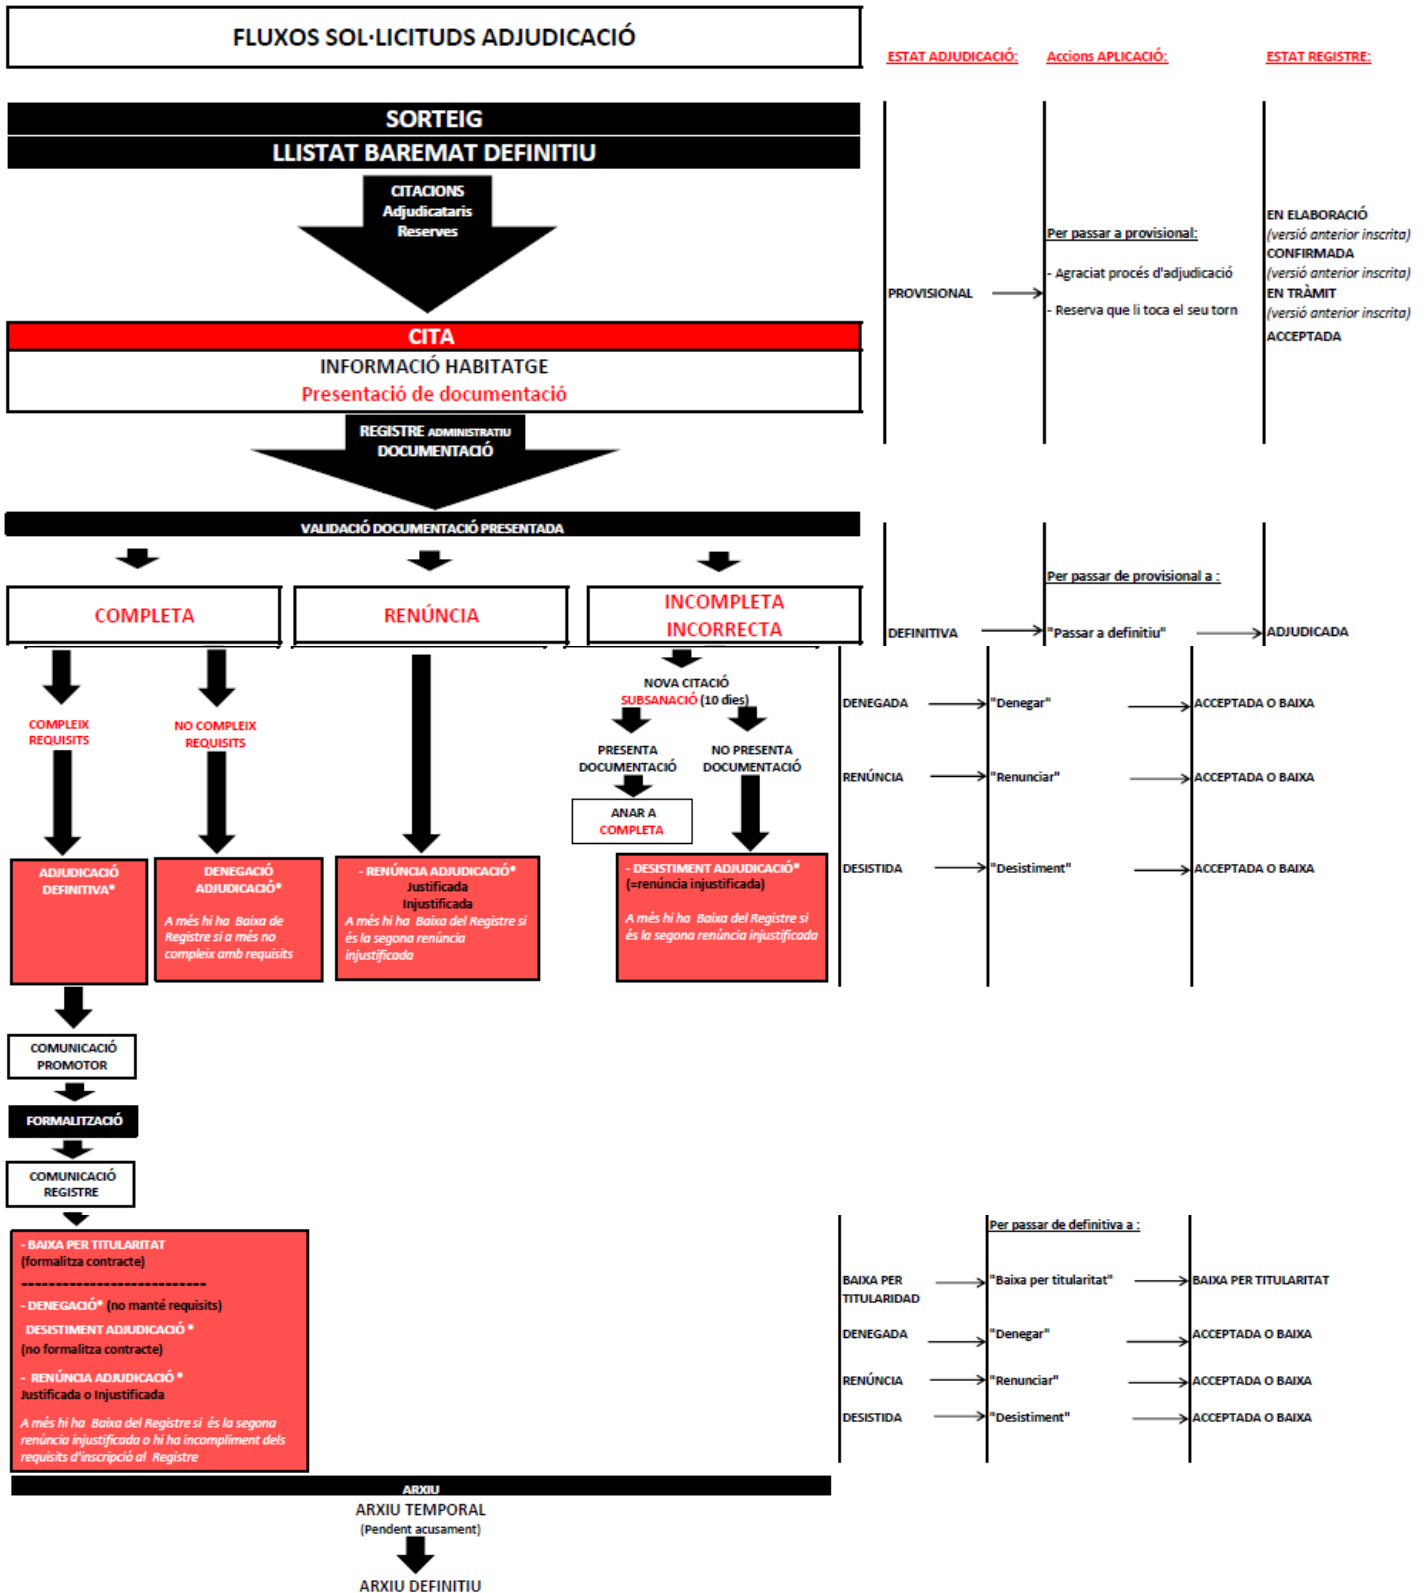 FLUXOS SOL·LICITUDS ADJUDICACIÓ
ESTAT ADJUDICACIÓ:
Accions APLICACIÓ:
ESTAT REGISTRE:
SORTEIG
LLISTAT BAREMAT DEFINITIU
CITACIONS
Adjudicataris
Reserves
PROVISIONAL
Per passar a provisional:
- Agraciat procés d'adjudicació
- Reserva que li toca el seu torn
EN ELABORACIÓ
(versió anterior inscrita)
CONFIRMADA
(versió anterior inscrita)
EN TRÀMIT
(versió anterior inscrita)
ACCEPTADA
CITA
INFORMACIÓ HABITATGE
Presentació de documentació
REGISTRE ADMINISTRATIU
DOCUMENTACIÓ
VALIDACIÓ DOCUMENTACIÓ PRESENTADA
COMPLETA
RENÚNCIA
INCOMPLETA
INCORRECTA
Per passar de provisional a :
DEFINITIVA
"Passar a definitiu"
ADJUDICADA
COMPLEIX
REQUISITS
NO COMPLEIX
REQUISITS
NOVA CITACIÓ
SUBSANACIÓ (10 dies)
PRESENTA
DOCUMENTACIÓ
NO PRESENTA
DOCUMENTACIÓ
ANAR A
COMPLETA
DENEGADA
"Denegar"
ACCEPTADA O BAIXA
RENÚNCIA
"Renunciar"
ACCEPTADA O BAIXA
DESISTIDA
"Desistiment"
ACCEPTADA O BAIXA
ADJUDICACIÓ
DEFINITIVA*
DENEGACIÓ
ADJUDICACIÓ*
A més hi ha Baixa de
Registre si a més no
compleix amb requisits
- RENÚNCIA ADJUDICACIÓ*
Justificada
Injustificada
A més hi ha Baixa del Registre si
és la segona renúncia
injustificada
- DESISTIMENT ADJUDICACIÓ*
(=renúncia injustificada)
A més hi ha Baixa del Registre si
és la segona renúncia injustificada
COMUNICACIÓ
PROMOTOR
FORMALITZACIÓ
COMUNICACIÓ
REGISTRE
- BAIXA PER TITULARITAT
(formalitza contracte)
---------------------------
- DENEGACIÓ* (no manté requisits)
DESISTIMENT ADJUDICACIÓ *
(no formalitza contracte)
- RENÚNCIA ADJUDICACIÓ *
Justificada o Injustificada
A més hi ha Baixa del Registre si és la segona
renúncia injustificada o hi ha incompliment dels
requisits d'inscripció al Registre
Per passar de definitiva a :
BAIXA PER
TITULARIDAD
"Baixa per titularitat"
BAIXA PER TITULARITAT
DENEGADA
"Denegar"
ACCEPTADA O BAIXA
RENÚNCIA
"Renunciar"
ACCEPTADA O BAIXA
DESISTIDA
"Desistiment"
ACCEPTADA O BAIXA
ARXIU
ARXIU TEMPORAL
(Pendent acusament)
ARXIU DEFINITIU